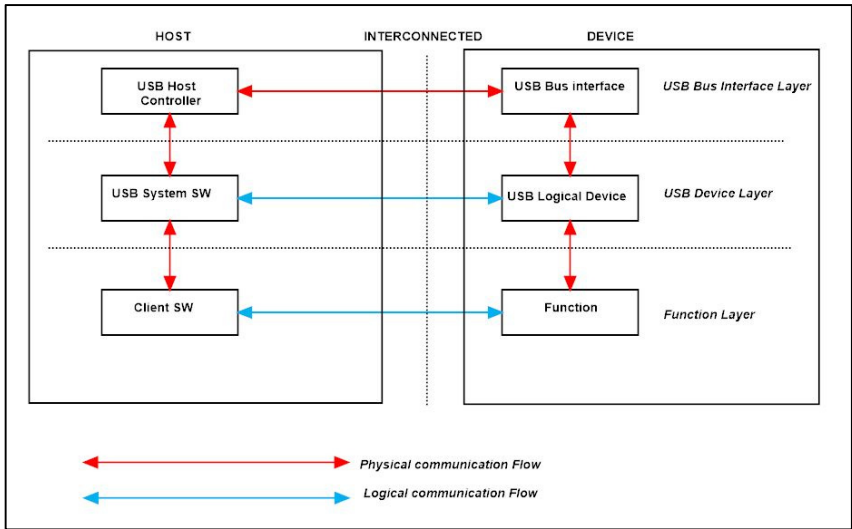 HOST
INTERCONNECTED
DEVICE
USB Host
Controller
USB Bus interface
USB Bus Interface Layer
USB System SW
USB Logical Device
USB Device Layer
Client SW
Function
Function Layer
Physical communication Flow
Logical communication Flow